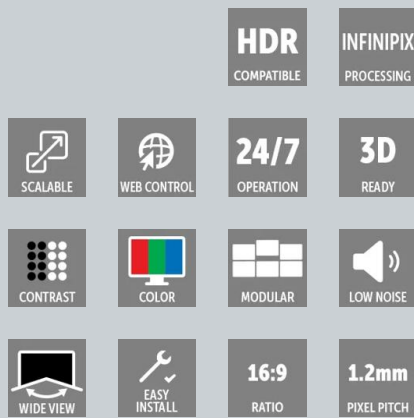 HDR
COMPATIBLE
INFINIPIX
PROCESSING
SCALABLE
WEB CONTROL
24/7
OPERATION
3D
READY
CONTRAST
COLOR
MODULAR
LOW NOISE
WIDE VIEW
EASY
INSTALL
16:9
RATIO
1.2mm
PIXEL PITCH